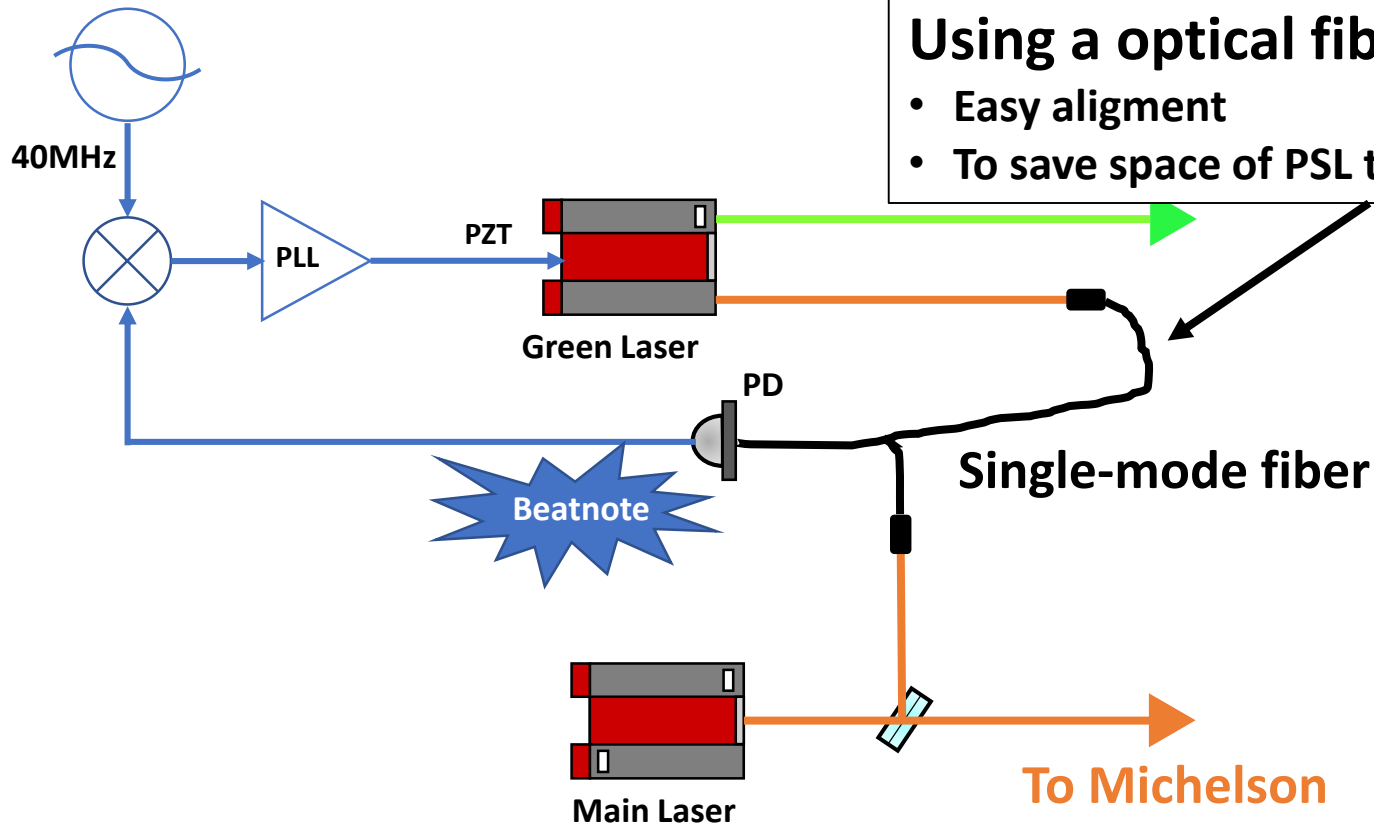 Using a optical fib
• Easy aligment
• To save space of PSL t
40MHz
PLL
PZT
Green Laser
PD
Single-mode fiber
Beatnote
To Michelson
Main Laser